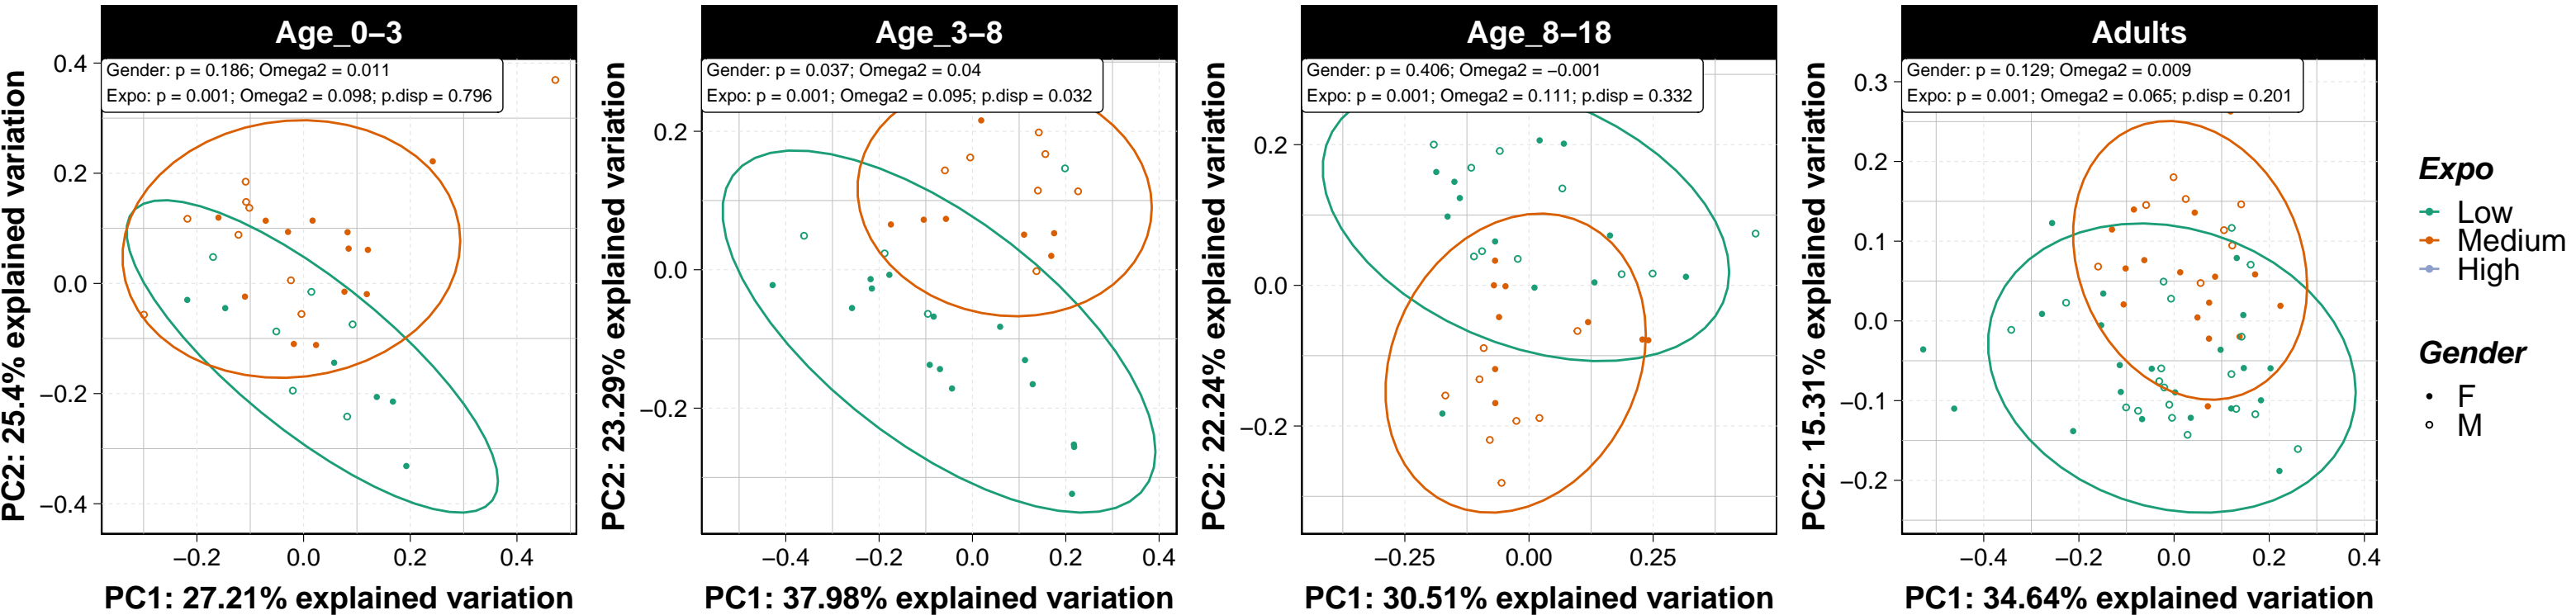 Age_0–3
Gender: p = 0.186; Omega2 = 0.011
Expo: p = 0.001; Omega2 = 0.098; p.disp = 0.796
0.4
0.2
0.0
−0.2
−0.4
PC2: 25.4% explained variation
−0.2
0.0
0.2
0.4
PC1: 27.21% explained variation
Age_3–8
Gender: p = 0.037; Omega2 = 0.04
Expo: p = 0.001; Omega2 = 0.095; p.disp = 0.032
0.2
0.0
−0.2
PC2: 23.29% explained variation
−0.4
−0.2
0.0
0.2
0.4
PC1: 37.98% explained variation
Age_8–18
Gender: p = 0.406; Omega2 = −0.001
Expo: p = 0.001; Omega2 = 0.111; p.disp = 0.332
0.2
0.0
−0.2
PC2: 22.24% explained variation
−0.25
0.00
0.25
PC1: 30.51% explained variation
Adults
Gender: p = 0.129; Omega2 = 0.009
Expo: p = 0.001; Omega2 = 0.065; p.disp = 0.201
0.3
0.2
0.1
0.0
−0.1
−0.2
PC2: 15.31% explained variation
−0.4
−0.2
0.0
0.2
0.4
PC1: 34.64% explained variation
Expo
Low
Medium
High
Gender
F
M